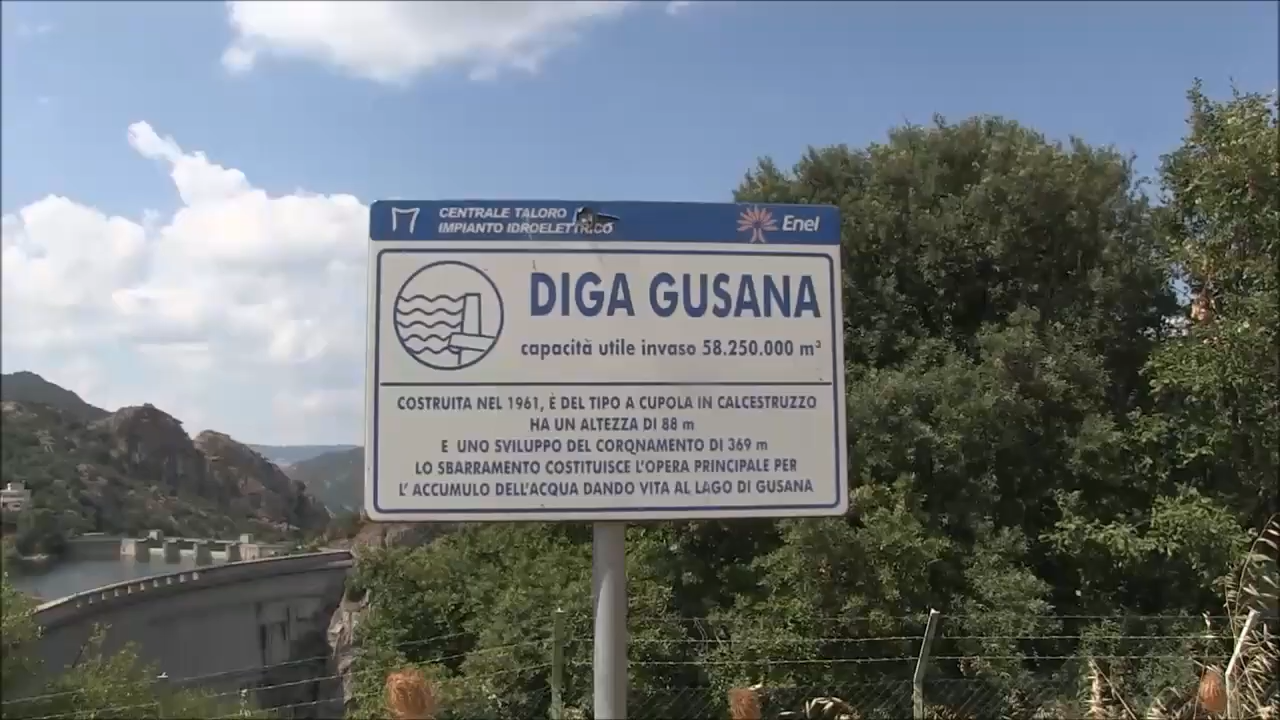 CENTRALE TALORO
IMPIANTO IDROELETTRICO
Enel
DIGA GUSANA
capacità utile invaso 58.250.000 m³
COSTRUITA NEL 1961, È DEL TIPO A CUPOLA IN CALCESTRUZZO
HA UN ALTEZZA DI 88 m
E UNO SVILUPPO DEL CORONAMENTO DI 369 m
LO SBARRAMENTO COSTITUISCE L'OPERA PRINCIPALE PER
L' ACCUMULO DELL'ACQUA DANDO VITA AL LAGO DI GUSANA